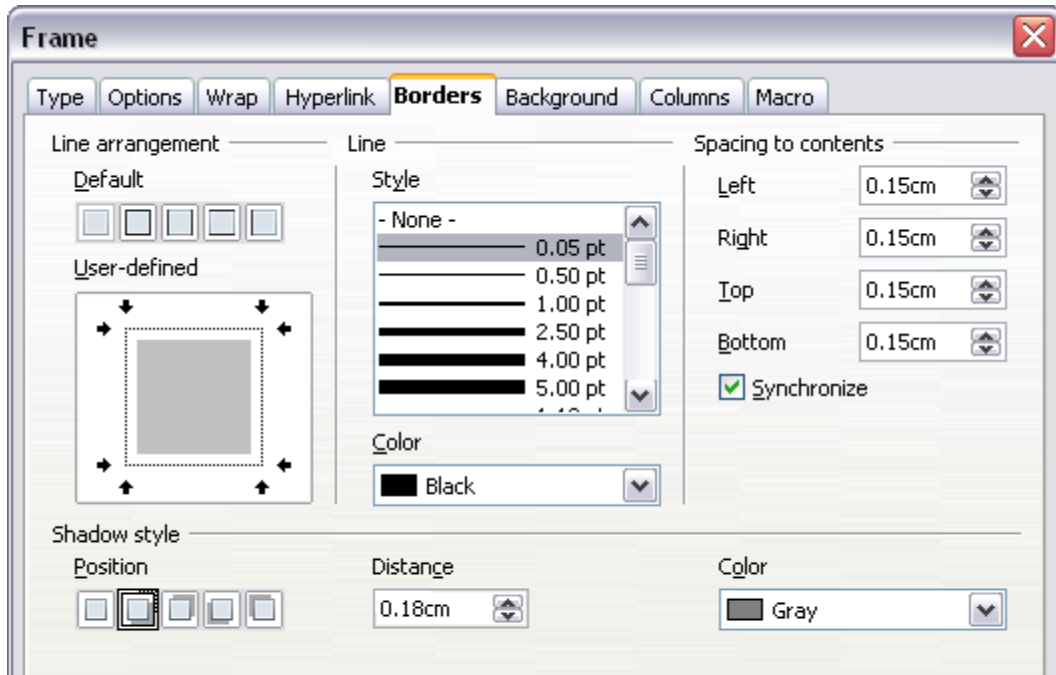 Frame
Type Options Wrap Hyperlink Borders Background Columns Macro
Line arrangement
Default
User-defined
Line
Style
- None -
0.05 pt
0.50 pt
1.00 pt
2.50 pt
4.00 pt
5.00 pt
Color
Black
Spacing to contents
Left 0.15cm
Right 0.15cm
Top 0.15cm
Bottom 0.15cm
Synchronize
Shadow style
Position
Distance
0.18cm
Color
Gray